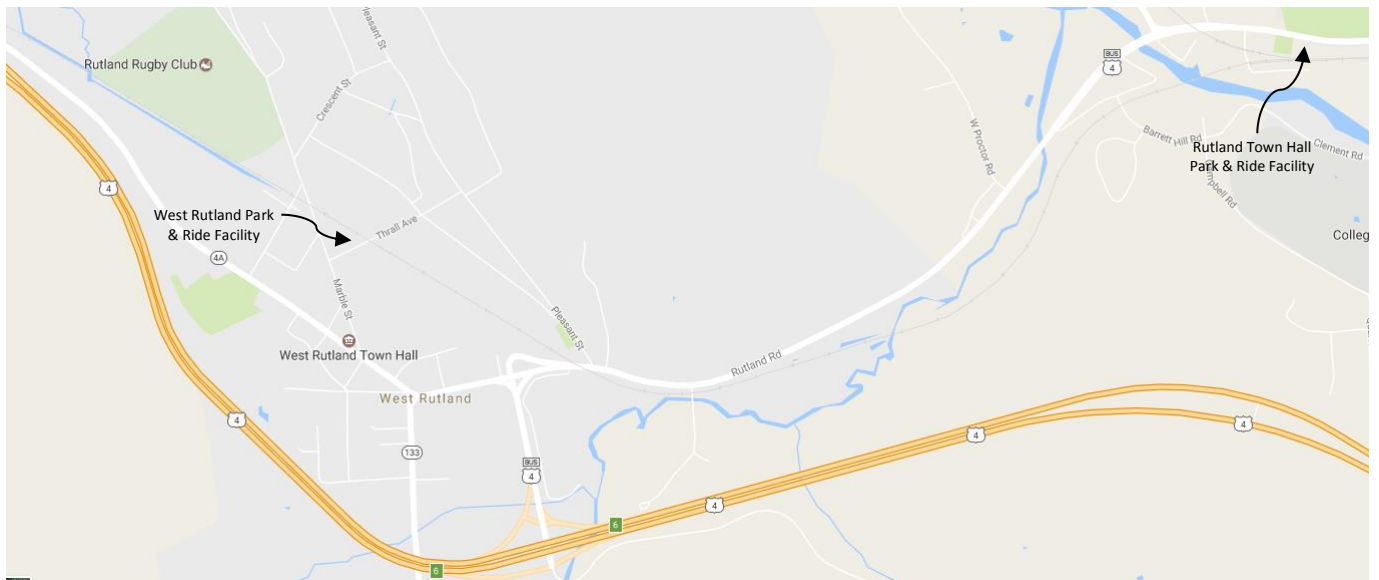 Pleasant St
BUS
4
Rutland Rugby Club
Crescent St
W Proctor Rd
Barrett Hill Rd
Clement Rd
Rutland Town Hall
Park & Ride Facility
Campbell Rd
4
West Rutland Park
& Ride Facility
Thrall Ave
Colleg
4A
Marble St
Pleasant St
West Rutland Town Hall
Rutland Rd
West Rutland
4
4
4
133
BUS
4
4
6
6